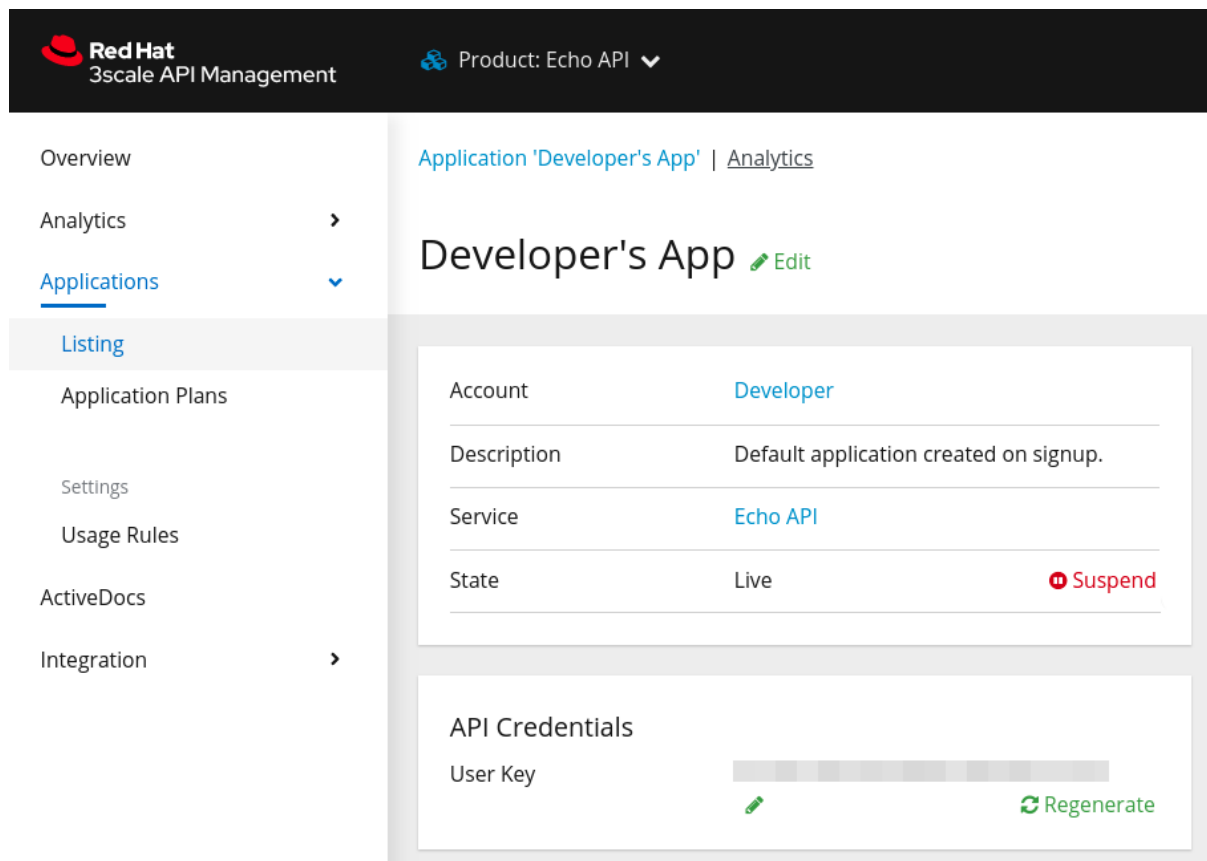 Red Hat
3scale API Management
Product: Echo API
Overview
Analytics
Applications
Listing
Application Plans
Settings
Usage Rules
ActiveDocs
Integration
Application 'Developer's App' | Analytics
Developer's App Edit
Account Developer
Description Default application created on signup.
Service Echo API
State Live Suspend
API Credentials
User Key
Regenerate